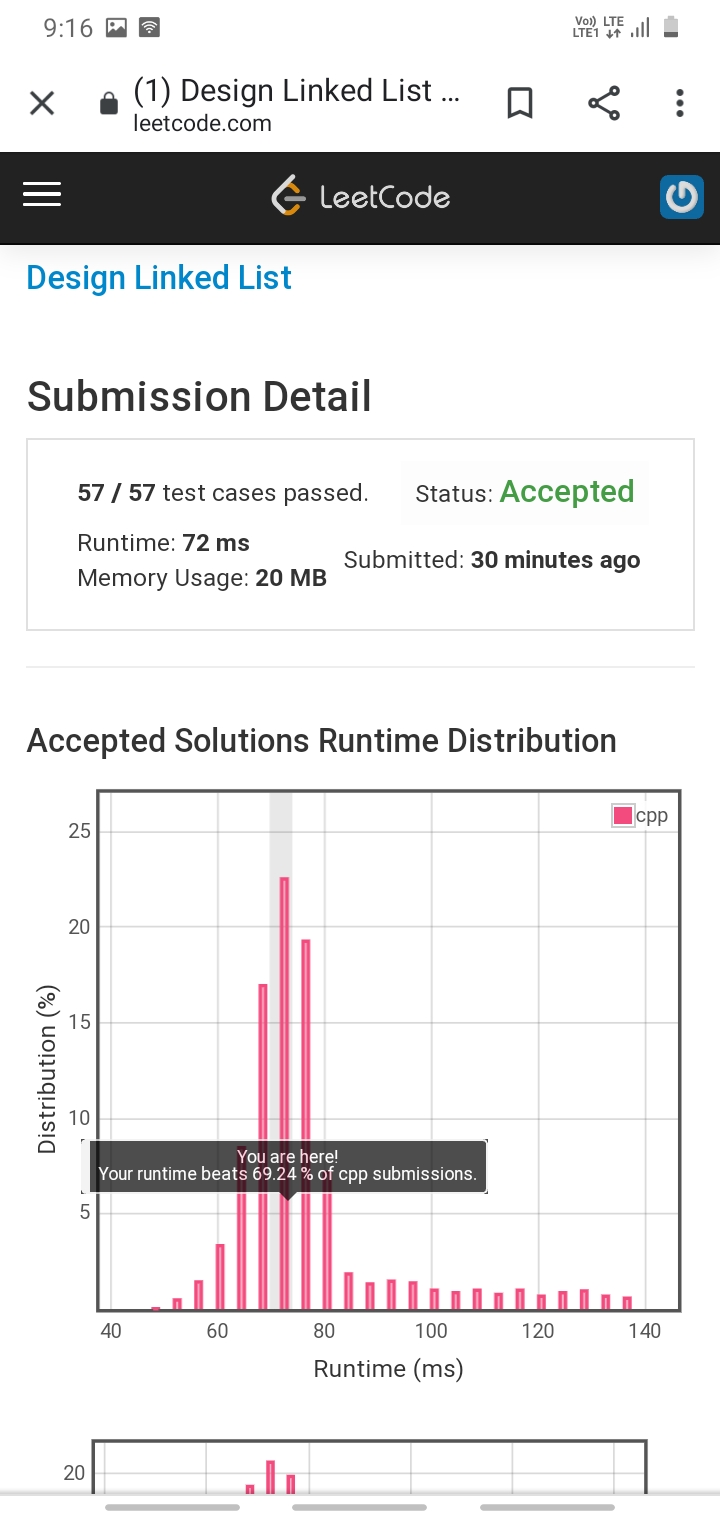 9:16
Vo)) LTE
LTE1
(1) Design Linked List ...
leetcode.com
LeetCode
Design Linked List
Submission Detail
57 / 57 test cases passed.
Status: Accepted
Runtime: 72 ms
Submitted: 30 minutes ago
Memory Usage: 20 MB
Accepted Solutions Runtime Distribution
cpp
25
20
15
10
5
Distribution (%)
You are here!
Your runtime beats 69.24 % of cpp submissions.
40 60 80 100 120 140
Runtime (ms)
20